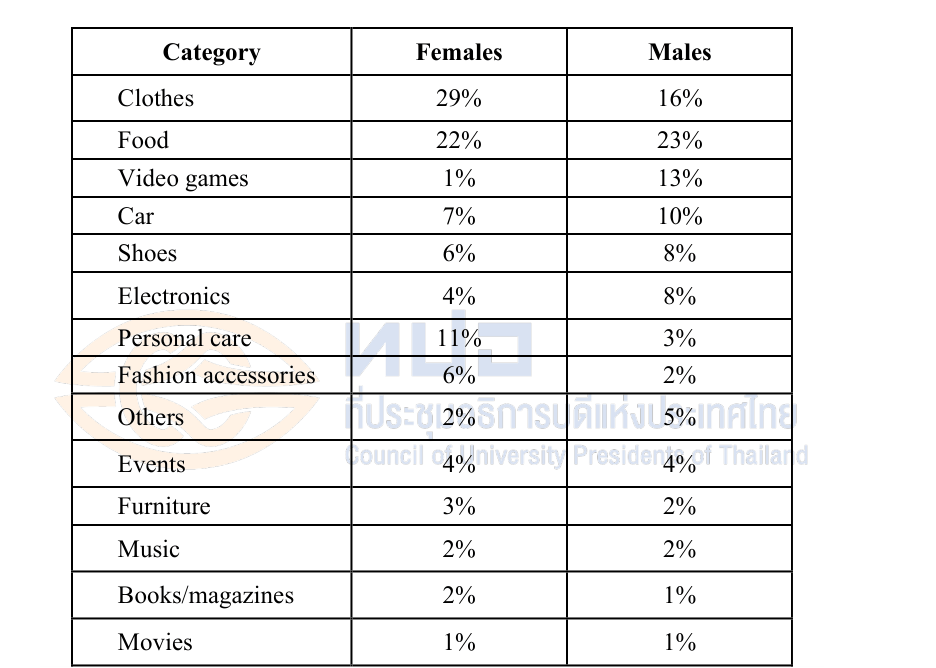 Category Females Males
Clothes 29% 16%
Food 22% 23%
Video games 1% 13%
Car 7% 10%
Shoes 6% 8%
Electronics 4% 8%
Personal care 11% 3%
Fashion accessories 6% 2%
Others 2% 5%
Events 4% 4%
Furniture 3% 2%
Music 2% 2%
Books/magazines 2% 1%
Movies 1% 1%
ทปอ
ที่ประชุมอธิการบดีแห่งประเทศไทย
Council of University Presidents of Thailand